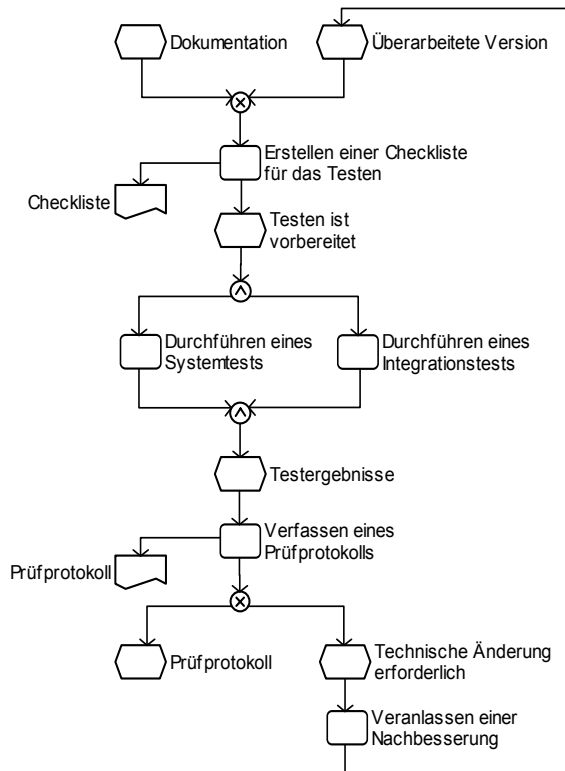 Dokumentation
Überarbeitete Version
Erstellen einer Checkliste
für das Testen
Checkliste
Testen ist
vorbereitet
Durchführen eines
Systemtests
Durchführen eines
Integrationstests
Testergebnisse
Verfassen eines
Prüfprotokolls
Prüfprotokoll
Prüfprotokoll
Technische Änderung
erforderlich
Veranlassen einer
Nachbesserung